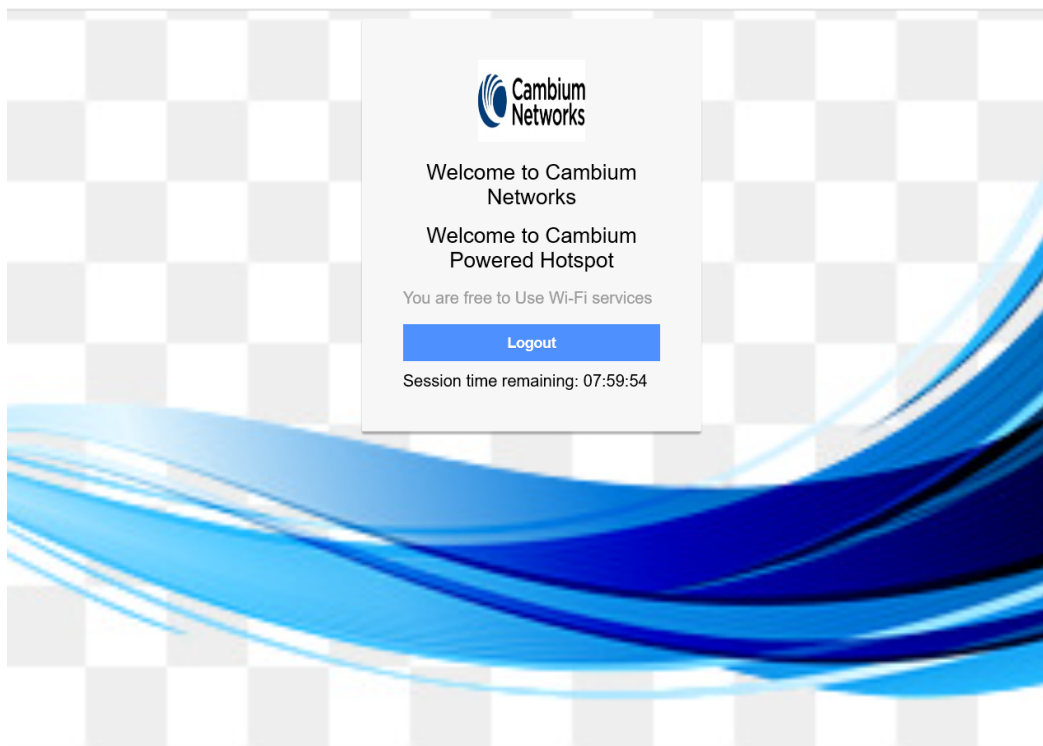 Cambium
Networks
Welcome to Cambium
Networks
Welcome to Cambium
Powered Hotspot
You are free to Use Wi-Fi services
Logout
Session time remaining: 07:59:54